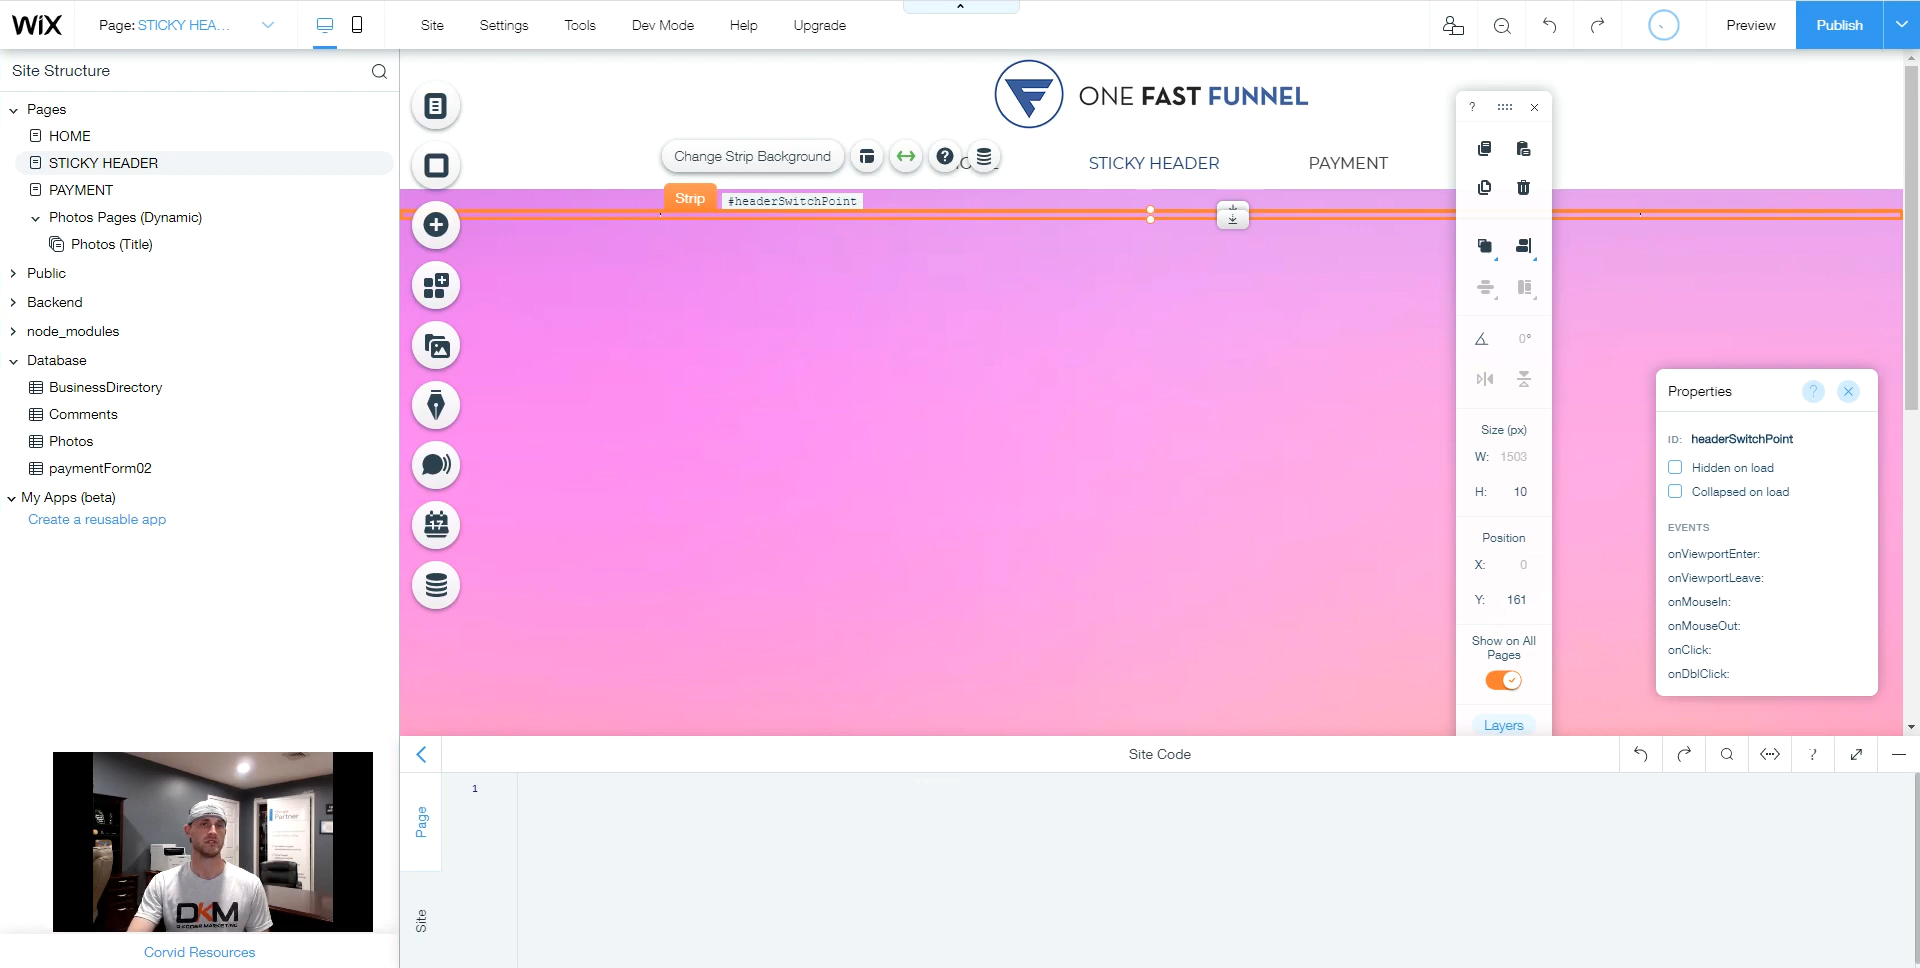 WiX
Page: STICKY HEA...
Site
Settings
Tools
Dev Mode
Help
Upgrade
Preview
Publish
Site Structure
Pages
HOME
STICKY HEADER
PAYMENT
Photos Pages (Dynamic)
Photos (Title)
Public
Backend
node_modules
Database
BusinessDirectory
Comments
Photos
paymentForm02
My Apps (beta)
Create a reusable app
Corvid Resources
ONE FAST FUNNEL
Change Strip Background
STICKY HEADER
PAYMENT
Strip
#headerSwitchPoint
17
?
0°
Size (px)
W: 1503
H: 10
Position
X: 0
Y: 161
Show on All
Pages
Layers
Properties
?
ID: headerSwitchPoint
Hidden on load
Collapsed on load
EVENTS
onViewportEnter:
onViewportLeave:
onMouseIn:
onMouseOut:
onClick:
onDblClick:
Site Code
?
1
Page
Site
Partner
DKM